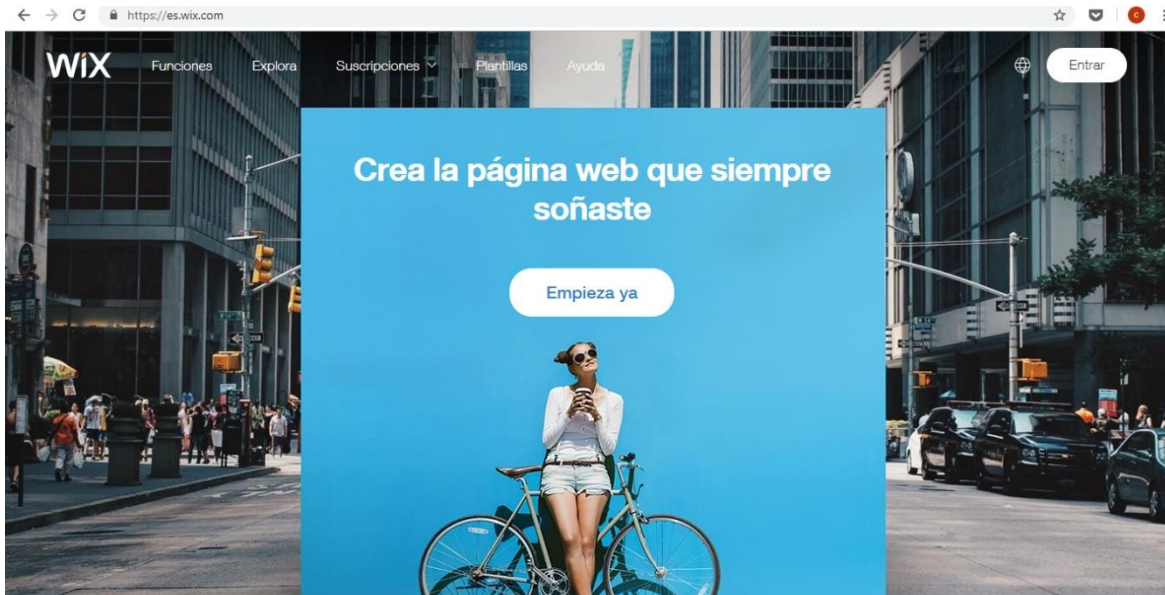 https://es.wix.com
C
WiX
Funciones Explora Suscripciones Plantillas Ayuda
Entrar
Crea la página web que siempre
soñaste
Empieza ya